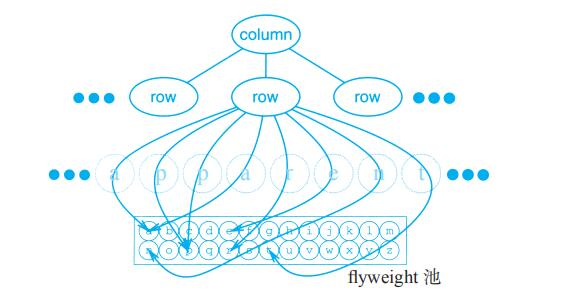 column
row row row
a p p a r e n t
a b c d e f g h i j k l m
n o p q r s t u v w x y z
flyweight 池